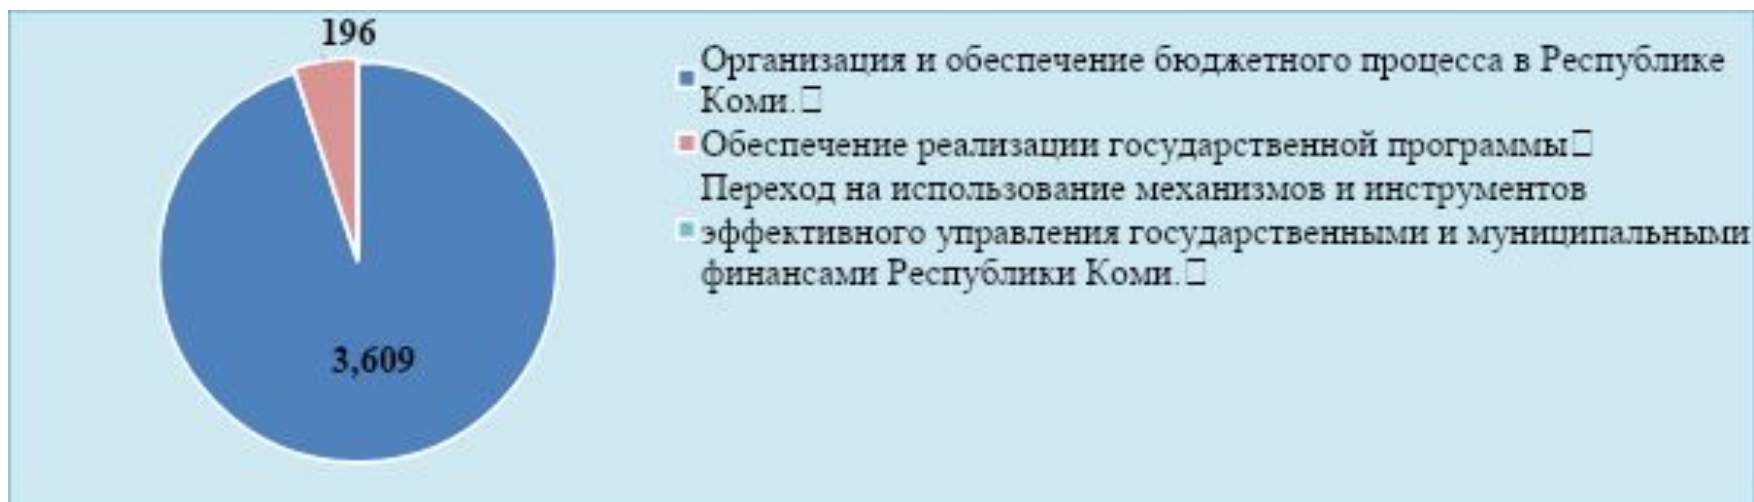 196
3,609
Организация и обеспечение бюджетного процесса в Республике
Коми.
Обеспечение реализации государственной программы
Переход на использование механизмов и инструментов
эффективного управления государственными и муниципальными
финансами Республики Коми.